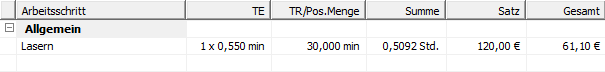 Arbeitsschritt TE TR/Pos.Menge Summe Satz Gesamt
Allgemein
Lasern 1 x 0,550 min 30,000 min 0,5092 Std. 120,00 € 61,10 €